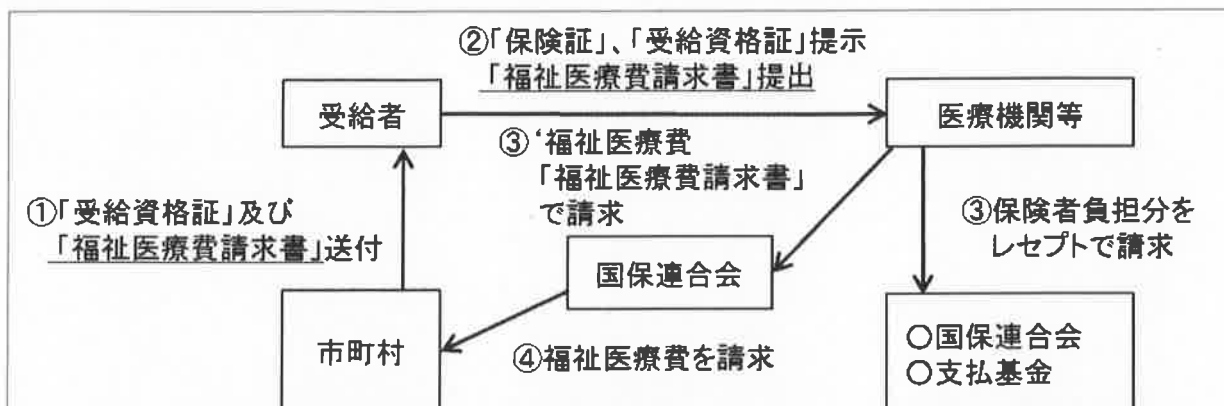 ②「保険証」、「受給資格証」提示
「福祉医療費請求書」提出
受給者
医療機関等
③‘福祉医療費
「福祉医療費請求書」
で請求
①「受給資格証」及び
「福祉医療費請求書」送付
③保険者負担分を
レセプトで請求
国保連合会
市町村
④福祉医療費を請求
○国保連合会
○支払基金